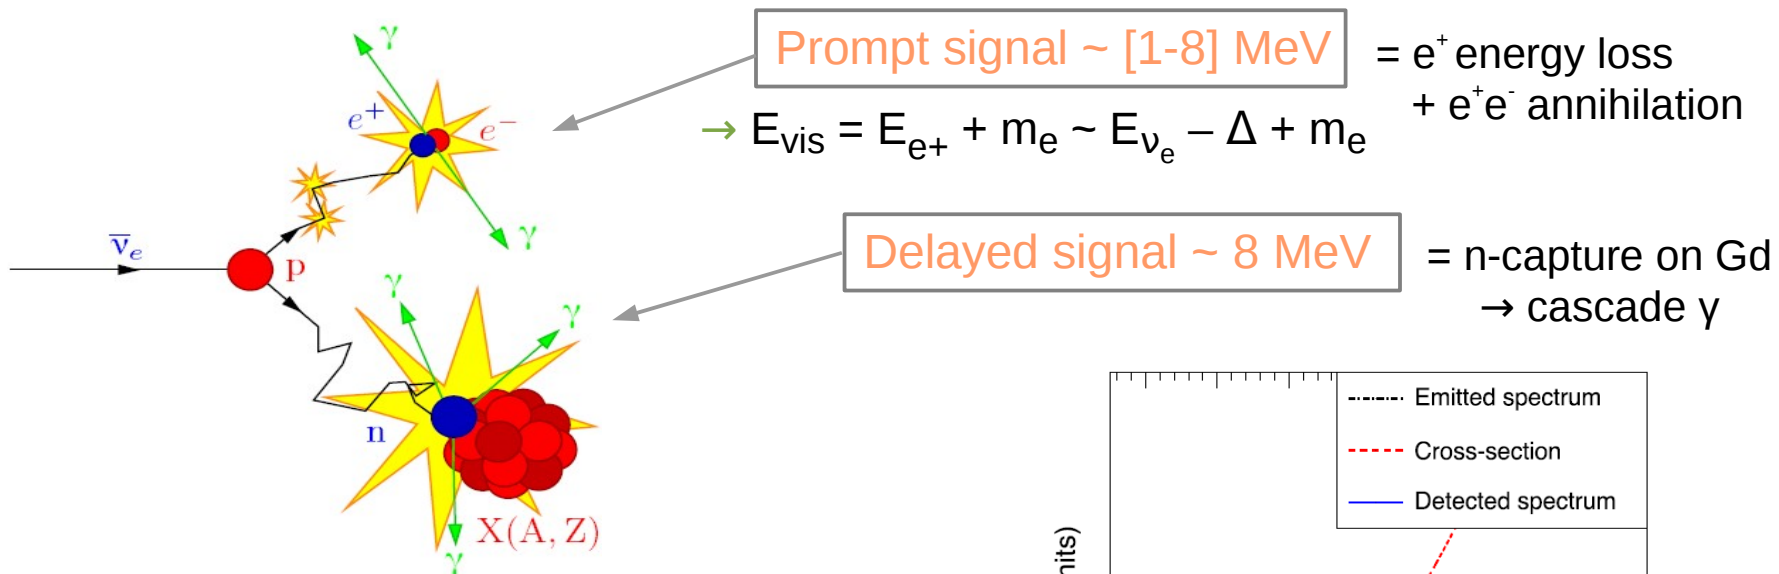 Prompt signal ~ [1-8] MeV
= e⁺ energy loss
+ e⁺e⁻ annihilation
→ E_vis = E_e+ + m_e ~ E_ν_e – Δ + m_e
γ
e⁺
e⁻
γ
ν̅_e
p
Delayed signal ~ 8 MeV
= n-capture on Gd
→ cascade γ
γ
γ
n
X(A, Z)
γ
Emitted spectrum
Cross-section
Detected spectrum